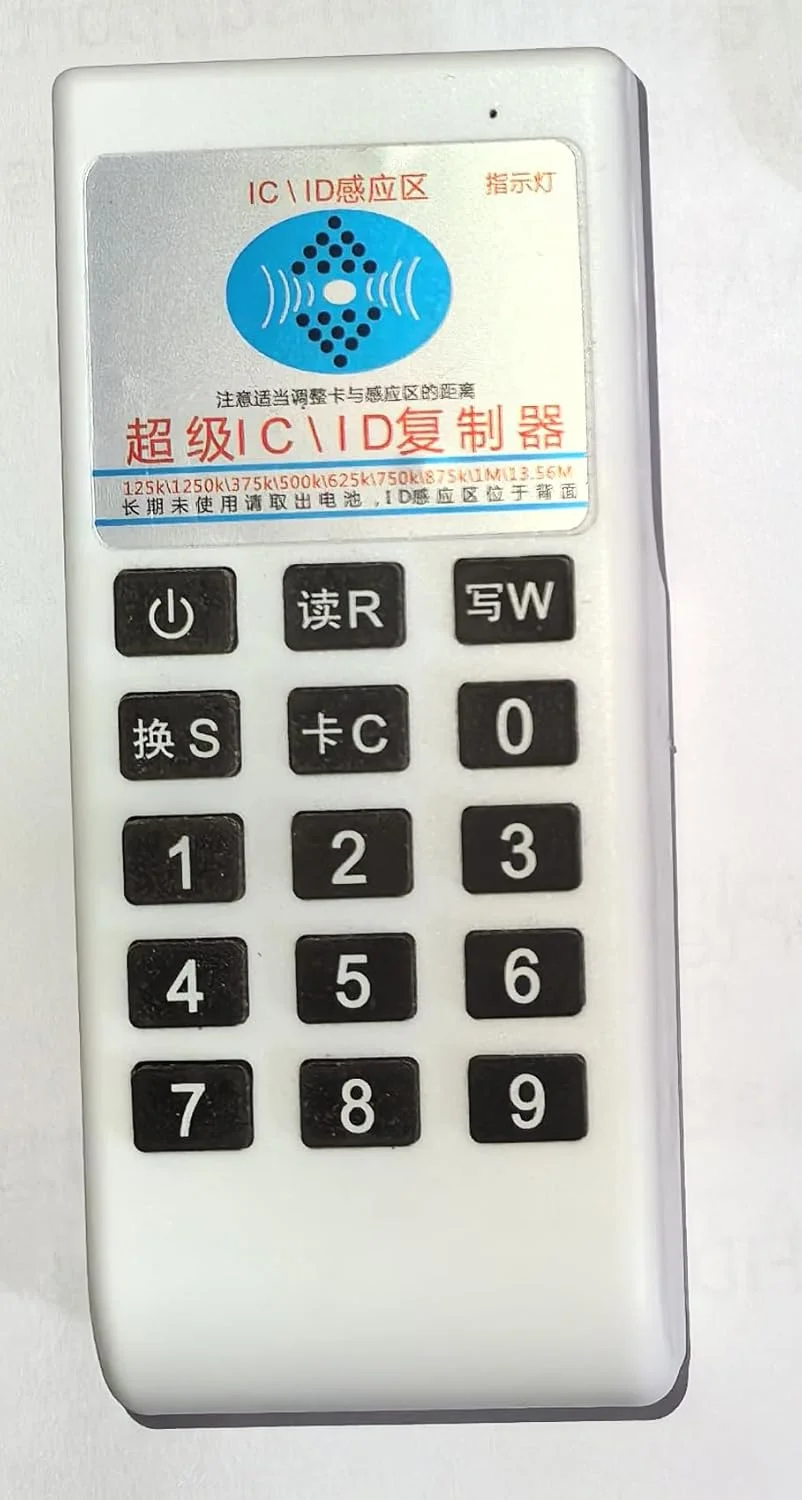 IC\ID感应区 指示灯
注意适当调整卡与感应区的距离
超级IC\ID复制器
125k\1250k\375k\500k\625k\750k\875k\1M\13.56M
长期未使用请取出电池,ID感应区位于背面
读R 写W
换S 卡C 0
1 2 3
4 5 6
7 8 9